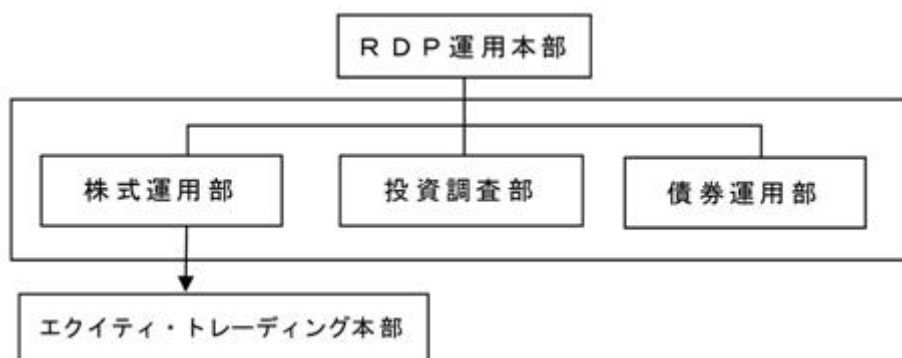 ＲＤＰ運用本部
株式運用部
投資調査部
債券運用部
エクイティ・トレーディング本部